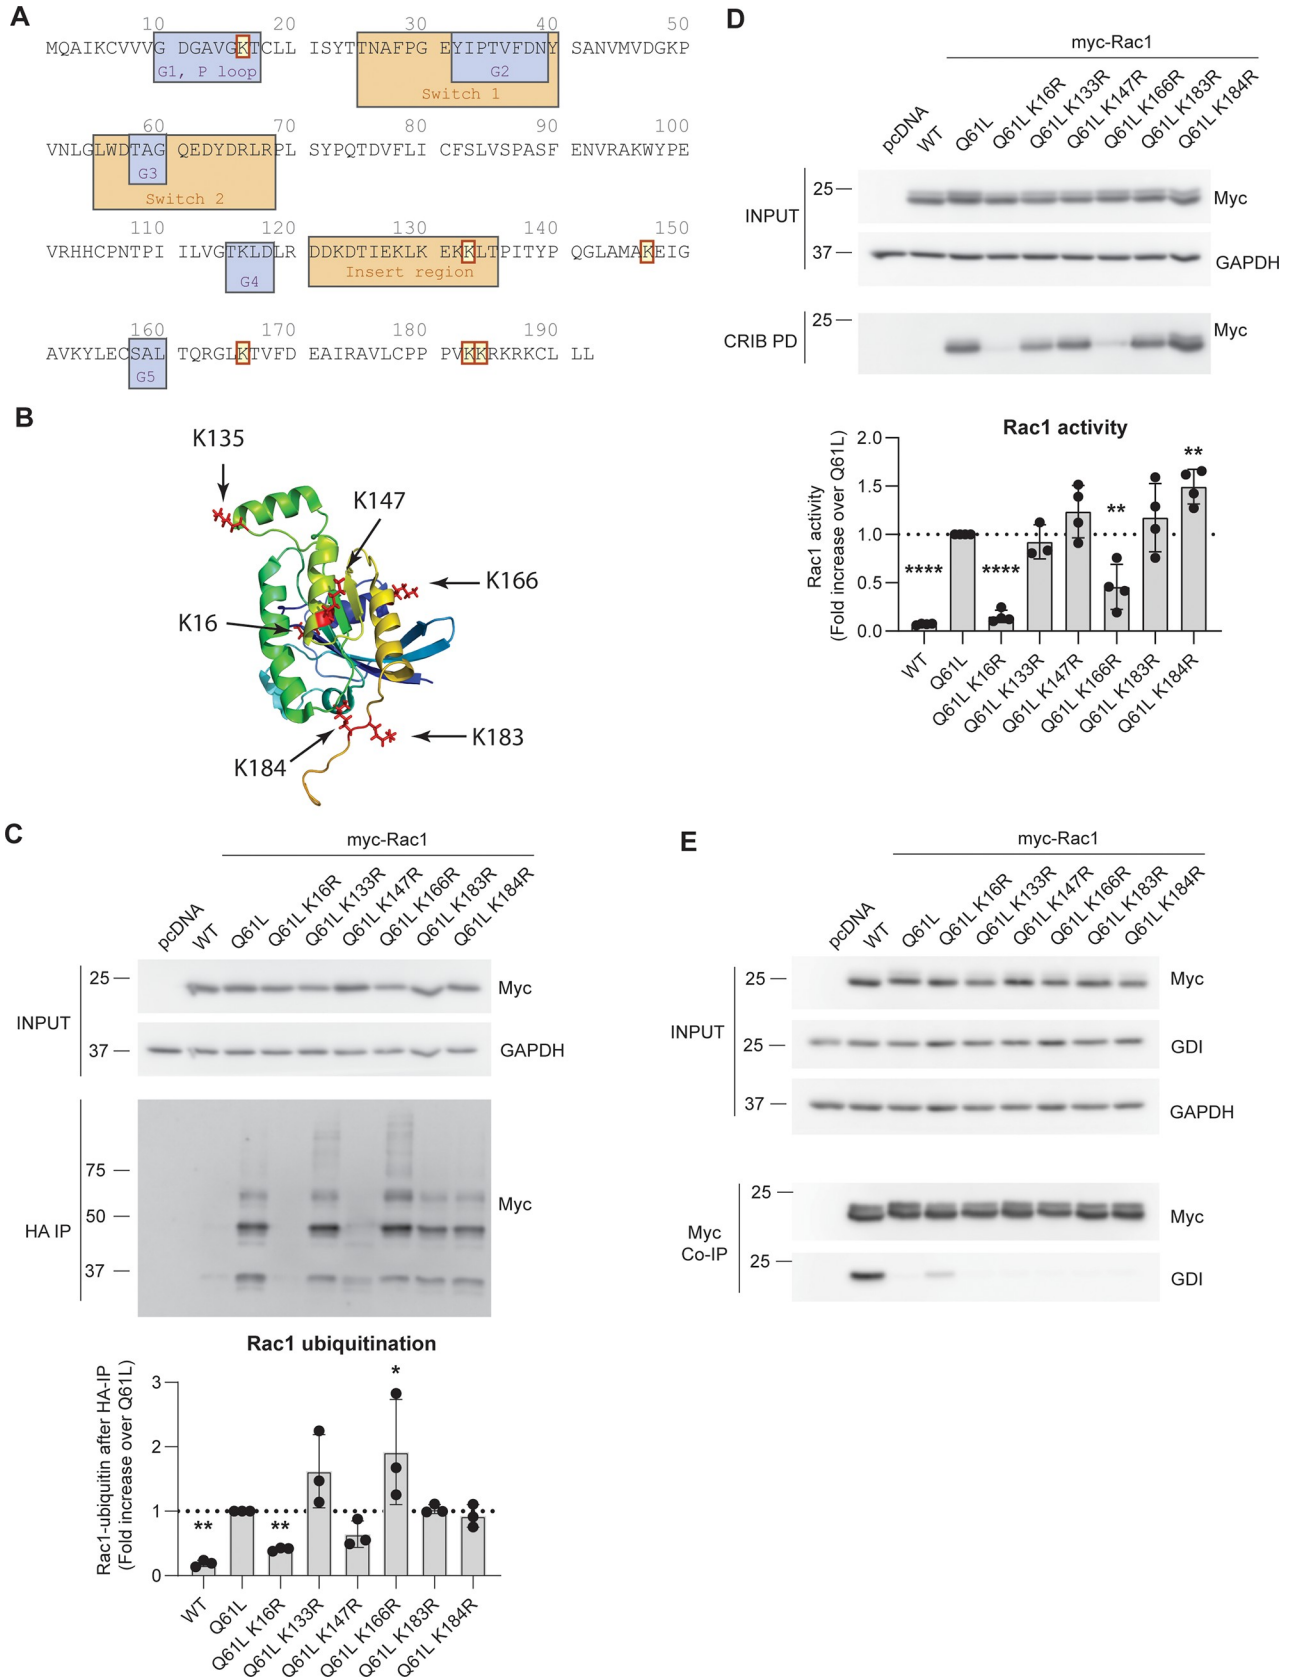 A
10 20 30 40 50
MQAIKCVVVG DGAVGKTCLL ISYTTNAFPG EYIPTVFDNY SANVMVDGKP
G1, P loop G2
Switch 1
60 70 80 90 100
VNLGLWDTAG QEDYDRLRPL SYPQTDVFLI CFSLVSPASF ENVRAKWYPE
G3
Switch 2
110 120 130 140 150
VRHHCPNTPI ILVGTKLDLR DDKDTIEKLK EKKLTPITYP QGLAMAKEIG
G4 Insert region
160 170 180 190
AVKYLECSAL TQRGLKTVFD EAIRAVLCPP PVKKRKRKCL LL
G5
B
K135
K147
K166
K16
K183
K184
C
myc-Rac1
pcDNA WT Q61L Q61L K16R Q61L K133R Q61L K147R Q61L K166R Q61L K183R Q61L K184R
INPUT
25 Myc
37 GAPDH
HA IP
75
50 Myc
37
Rac1 ubiquitination
Rac1-ubiquitin after HA-IP
(Fold increase over Q61L)
3
2
1
0
** ** *
WT Q61L Q61L K16R Q61L K133R Q61L K147R Q61L K166R Q61L K183R Q61L K184R
D
myc-Rac1
pcDNA WT Q61L Q61L K16R Q61L K133R Q61L K147R Q61L K166R Q61L K183R Q61L K184R
INPUT
25 Myc
37 GAPDH
25
CRIB PD Myc
Rac1 activity
Rac1 activity
(Fold increase over Q61L)
2.0
1.5
1.0
0.5
0.0
**** **** ** **
WT Q61L Q61L K16R Q61L K133R Q61L K147R Q61L K166R Q61L K183R Q61L K184R
E
myc-Rac1
pcDNA WT Q61L Q61L K16R Q61L K133R Q61L K147R Q61L K166R Q61L K183R Q61L K184R
INPUT
25 Myc
25 GDI
37 GAPDH
Myc
Co-IP
25 Myc
25 GDI